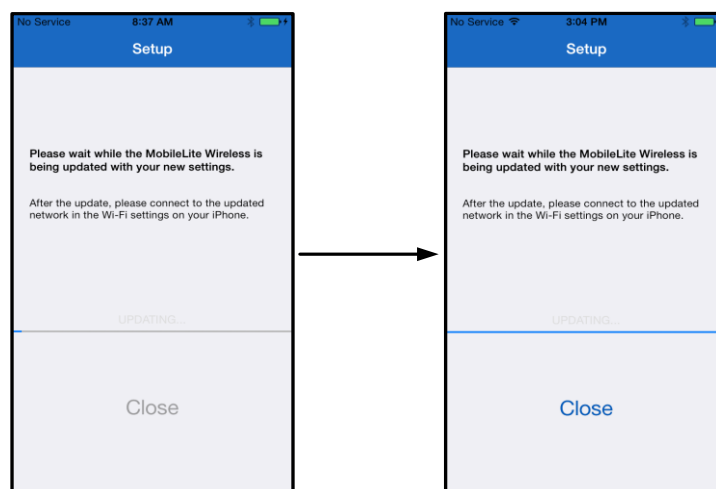 No Service 8:37 AM
Setup
Please wait while the MobileLite Wireless is
being updated with your new settings.
After the update, please connect to the updated
network in the Wi-Fi settings on your iPhone.
UPDATING...
Close
No Service 3:04 PM
Setup
Please wait while the MobileLite Wireless is
being updated with your new settings.
After the update, please connect to the updated
network in the Wi-Fi settings on your iPhone.
UPDATING...
Close